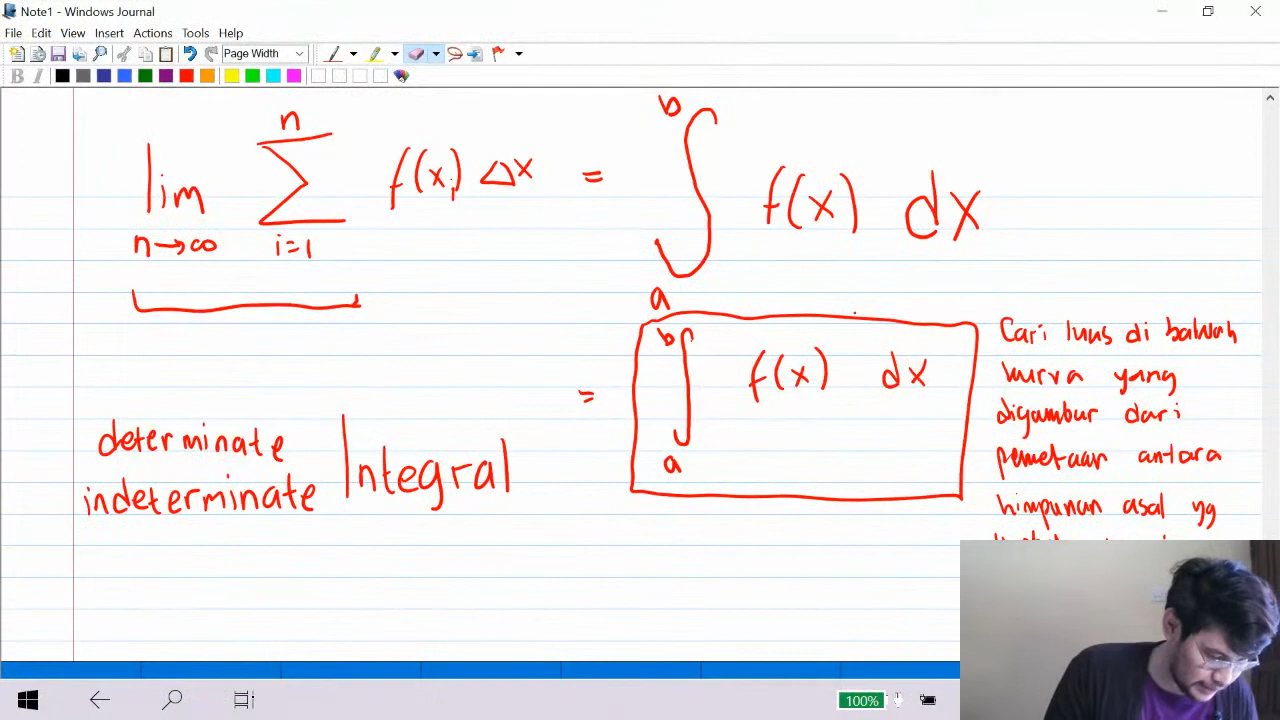 Note1 - Windows Journal
File Edit View Insert Actions Tools Help
Page Width
B I
lim n→∞ n Σ i=1 f(xᵢ) Δx = b ∫ a f(x) dx
= b ∫ a f(x) dx
Cari luas di bawah
kurva yang
digambar dari
pemetaan antara
himpunan asal yg
determinate
indeterminate
Integral
100%